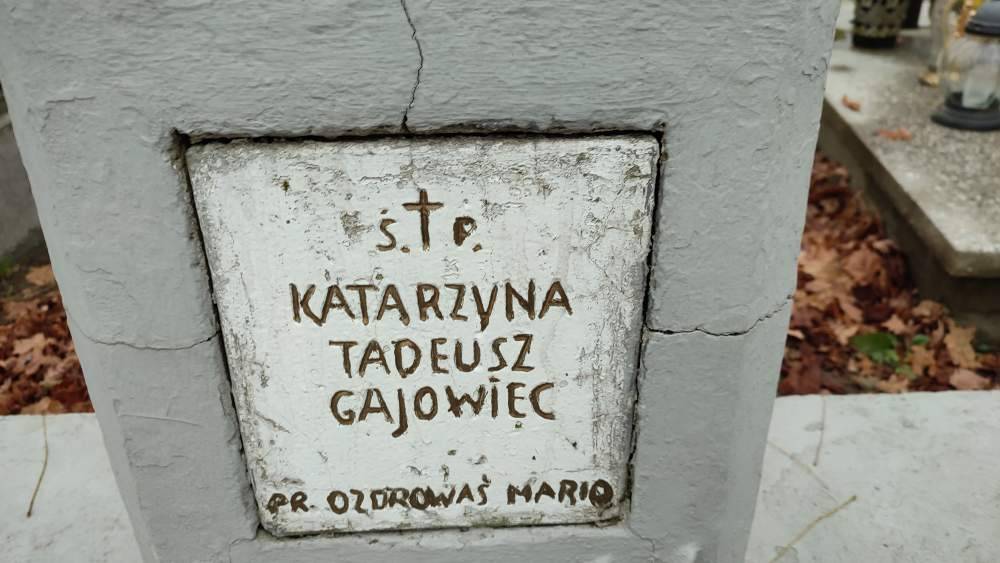 Ś. P.
KATARZYNA
TADEUSZ
GAJOWIEC
PR. OZDROWAŚ MARIO